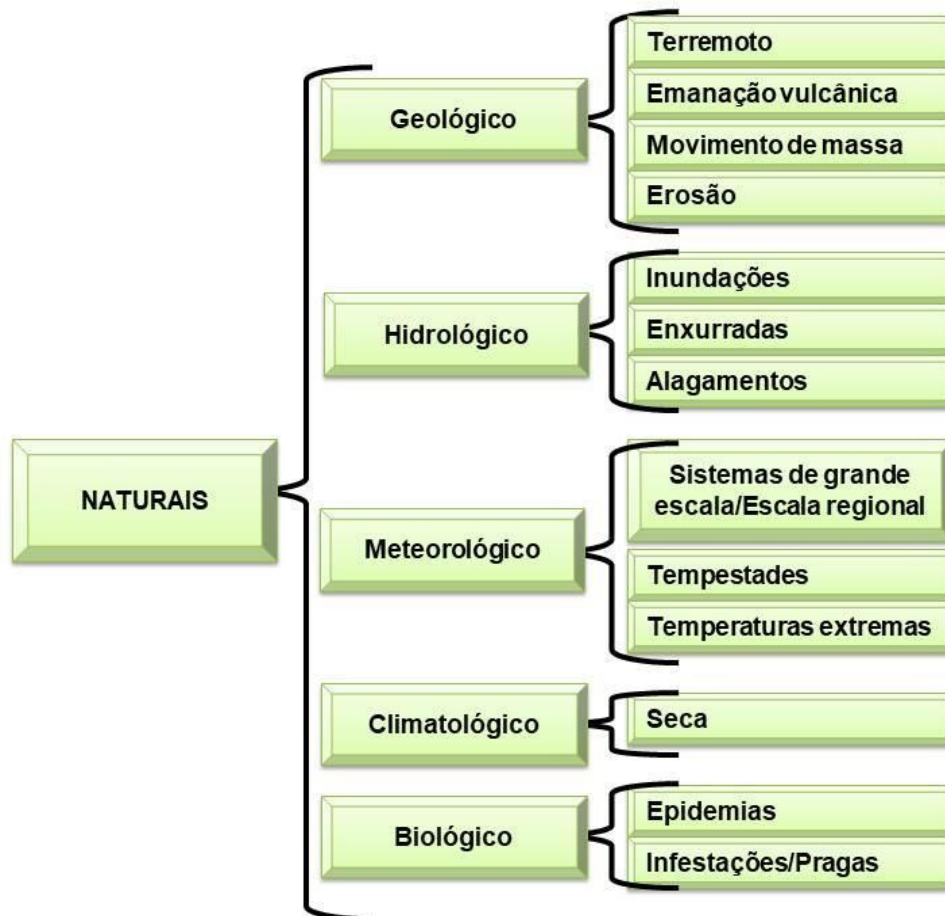 NATURAIS
Geológico
Terremoto
Emanação vulcânica
Movimento de massa
Erosão
Hidrológico
Inundações
Enxurradas
Alagamentos
Meteorológico
Sistemas de grande
escala/Escala regional
Tempestades
Temperaturas extremas
Climatológico
Seca
Biológico
Epidemias
Infestações/Pragas